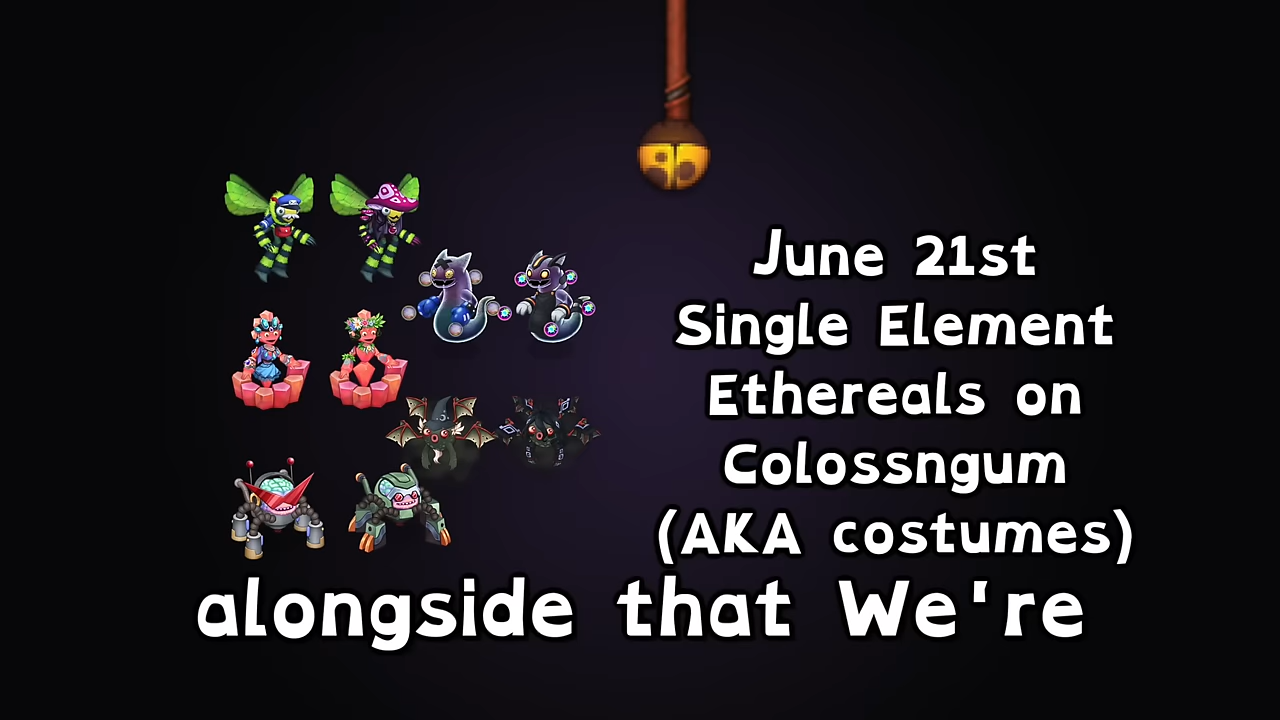 June 21st
Single Element
Ethereals on
Colossngum
(AKA costumes)
alongside that We're